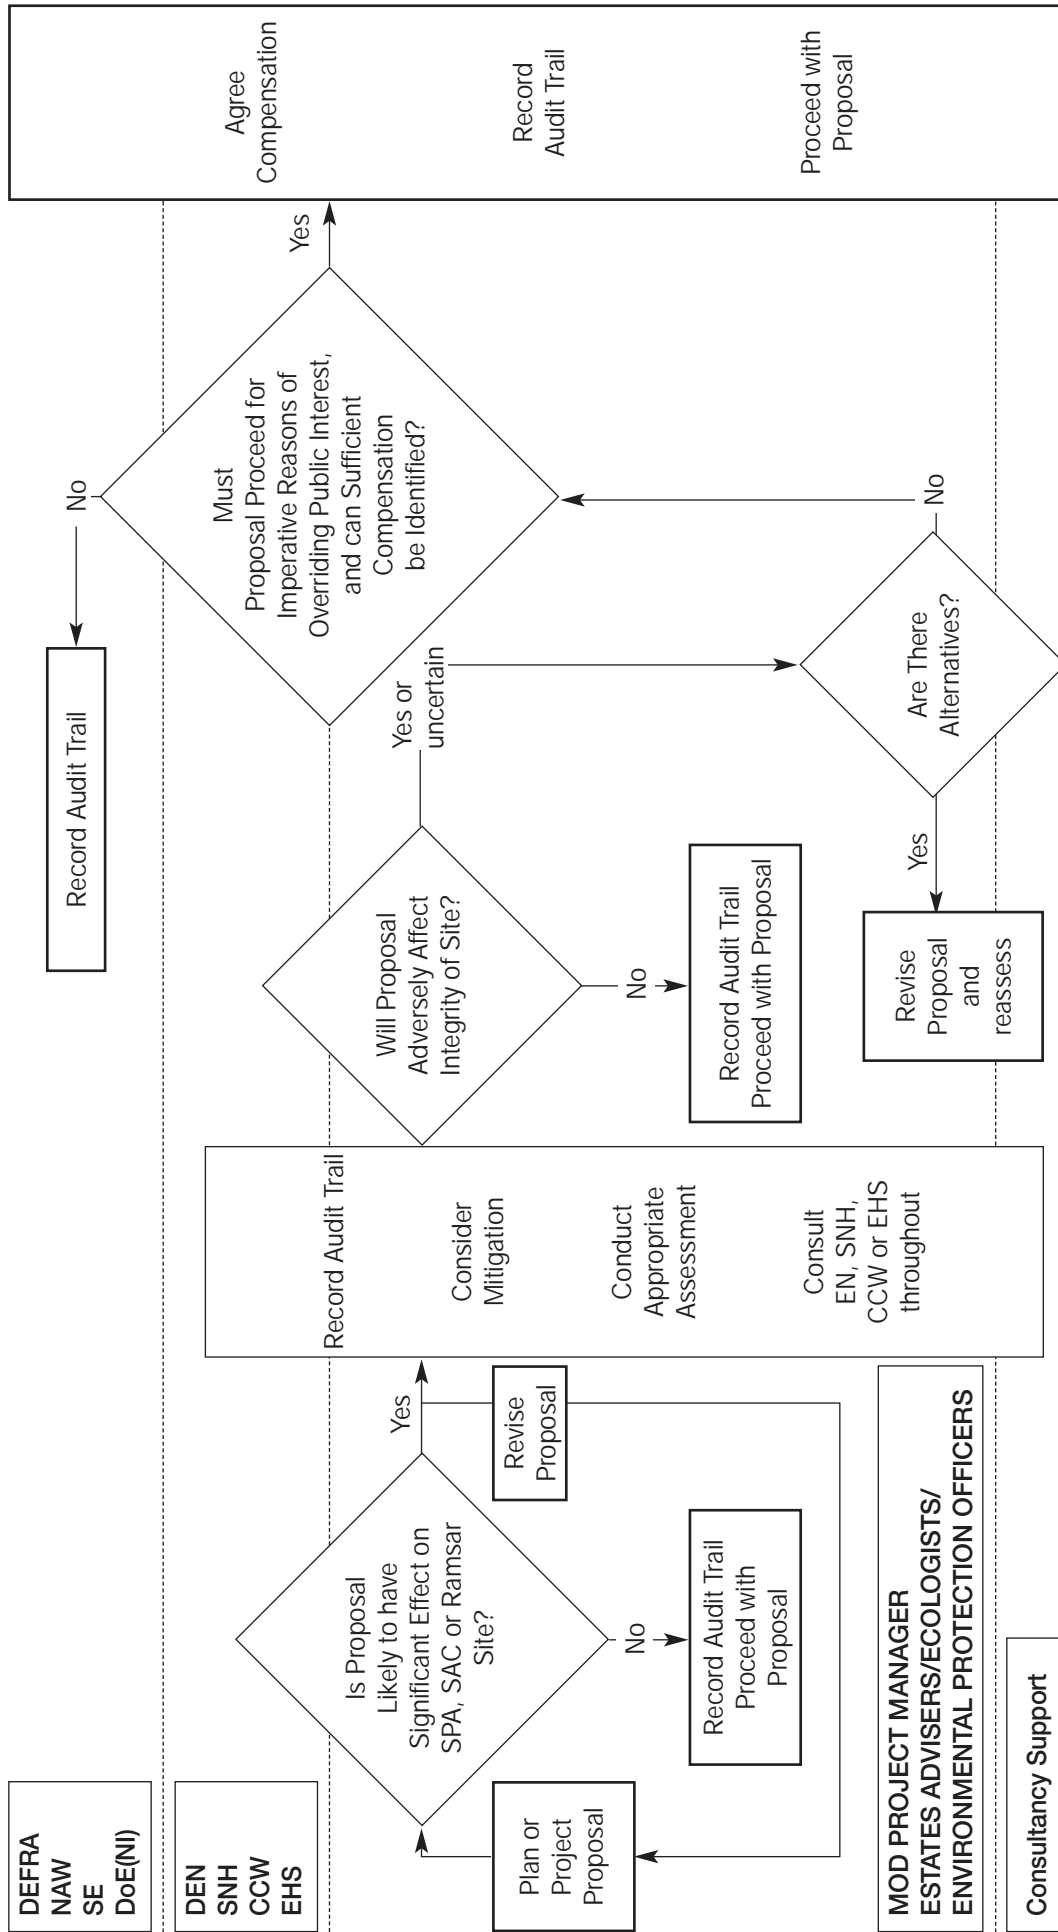 DEFRA
NAW
SE
DoE(NI)
DEN
SNH
CCW
EHS
MOD PROJECT MANAGER
ESTATES ADVISERS/ECOLOGISTS/
ENVIRONMENTAL PROTECTION OFFICERS
Consultancy Support
Plan or
Project
Proposal
Is Proposal
Likely to have
Significant Effect on
SPA, SAC or Ramsar
Site?
Yes
No
Revise
Proposal
Record Audit Trail
Proceed with
Proposal
Record Audit Trail
Consider
Mitigation
Conduct
Appropriate
Assessment
Consult
EN, SNH,
CCW or EHS
throughout
Will Proposal
Adversely Affect
Integrity of Site?
Yes or
uncertain
No
Record Audit Trail
Proceed with Proposal
Are There
Alternatives?
Yes
Revise
Proposal
and
reassess
No
Must
Proposal Proceed for
Imperative Reasons of
Overriding Public Interest,
and can Sufficient
Compensation
be Identified?
No
Record Audit Trail
Yes
Agree
Compensation
Record
Audit Trail
Proceed with
Proposal